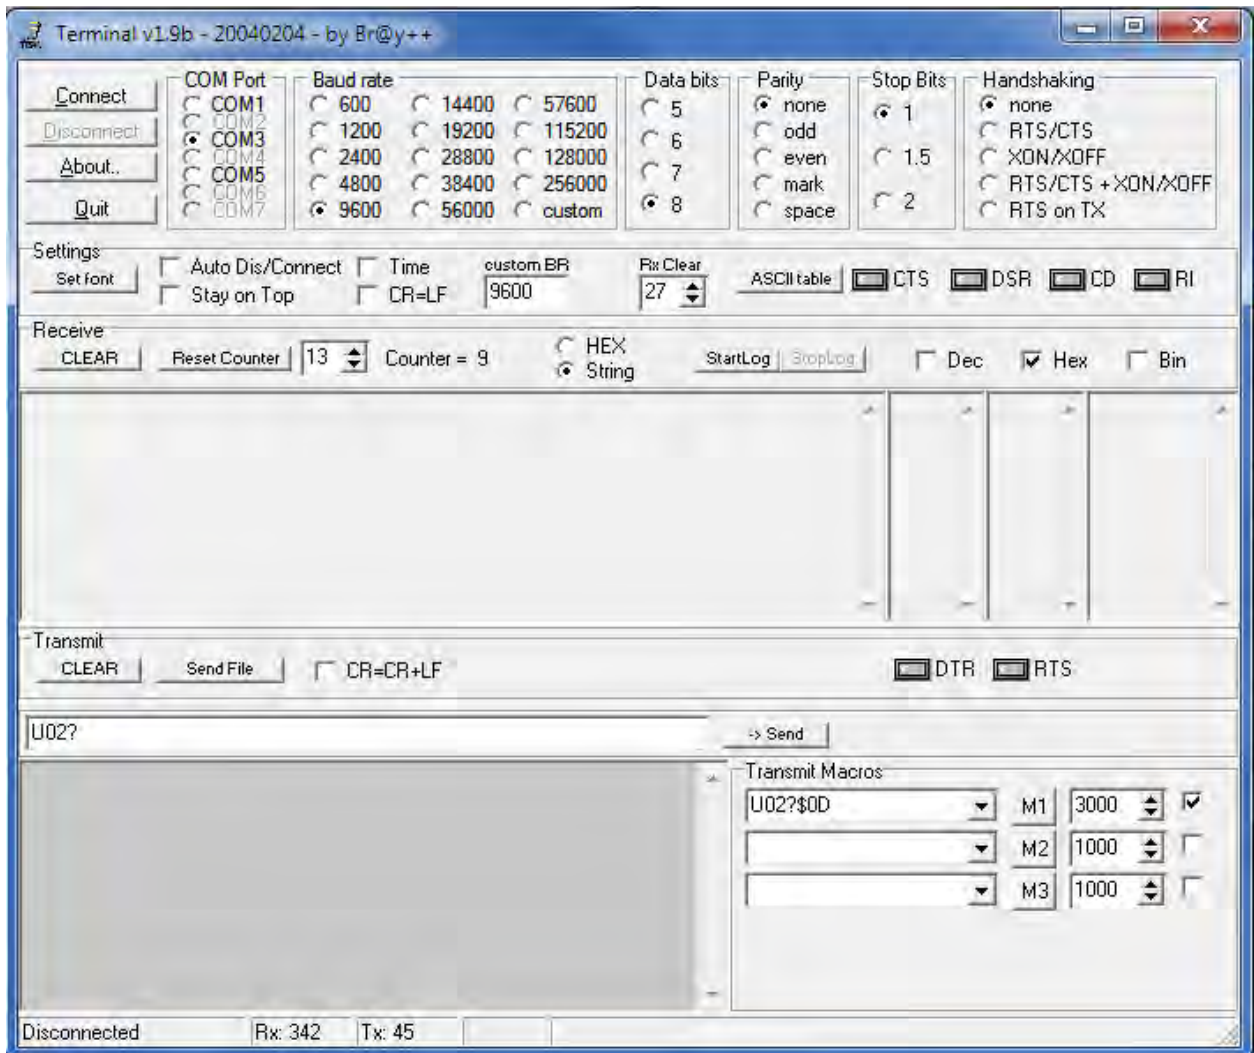 Terminal v1.9b - 20040204 - by Br@y++
Connect
Disconnect
About..
Quit
COM Port
COM1
COM2
COM3
COM4
COM5
COM6
COM7
Baud rate
600 14400 57600
1200 19200 115200
2400 28800 128000
4800 38400 256000
9600 56000 custom
Data bits
5
6
7
8
Parity
none
odd
even
mark
space
Stop Bits
1
1.5
2
Handshaking
none
RTS/CTS
XON/XOFF
RTS/CTS + XON/XOFF
RTS on TX
Settings
Set font
Auto Dis/Connect
Stay on Top
Time
CR=LF
custom BR
9600
Rx Clear
27
ASCII table
CTS DSR CD RI
Receive
CLEAR Reset Counter 13 Counter = 9
HEX
String
StartLog StopLog Dec Hex Bin
Transmit
CLEAR Send File CR=CR+LF DTR RTS
U02? -> Send
Transmit Macros
U02?$0D M1 3000
M2 1000
M3 1000
Disconnected Rx: 342 Tx: 45